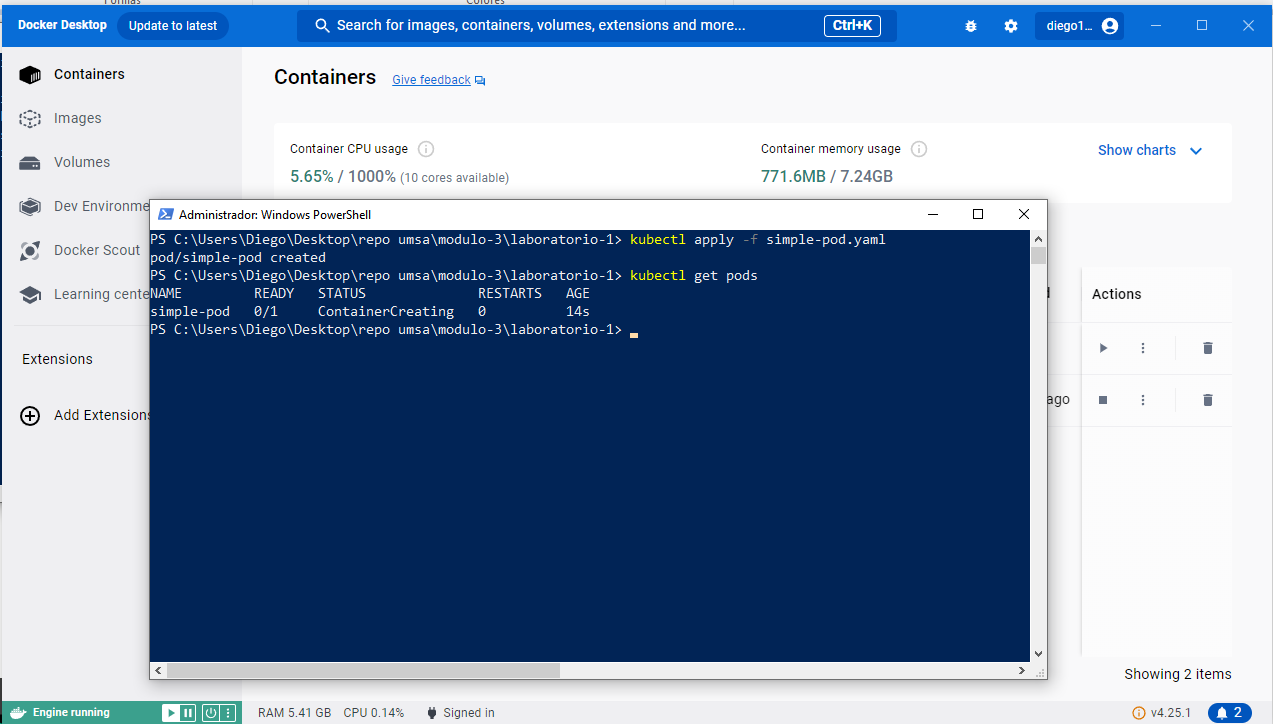 Formas
Colores
Docker Desktop Update to latest Search for images, containers, volumes, extensions and more... Ctrl+K diego1...
Containers
Images
Volumes
Dev Environme
Docker Scout
Learning cente
Extensions
Add Extensions
Containers Give feedback
Container CPU usage
5.65% / 1000% (10 cores available)
Container memory usage
771.6MB / 7.24GB
Show charts
Administrador: Windows PowerShell
PS C:\Users\Diego\Desktop\repo umsa\modulo-3\laboratorio-1> kubectl apply -f simple-pod.yaml
pod/simple-pod created
PS C:\Users\Diego\Desktop\repo umsa\modulo-3\laboratorio-1> kubectl get pods
NAME READY STATUS RESTARTS AGE
simple-pod 0/1 ContainerCreating 0 14s
PS C:\Users\Diego\Desktop\repo umsa\modulo-3\laboratorio-1>
Actions
ago
Showing 2 items
Engine running
RAM 5.41 GB CPU 0.14% Signed in
v4.25.1
2